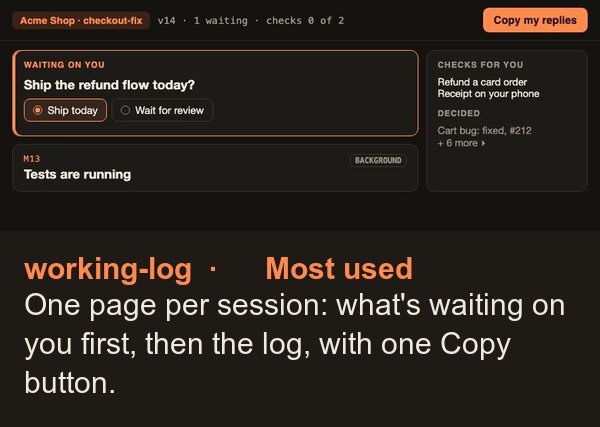 Acme Shop · checkout-fix v14 · 1 waiting · checks 0 of 2 Copy my replies
WAITING ON YOU
Ship the refund flow today?
Ship today Wait for review
M13 BACKGROUND
Tests are running
CHECKS FOR YOU
Refund a card order
Receipt on your phone
DECIDED
Cart bug: fixed, #212
+ 6 more
working-log · Most used
One page per session: what's waiting on
you first, then the log, with one Copy
button.